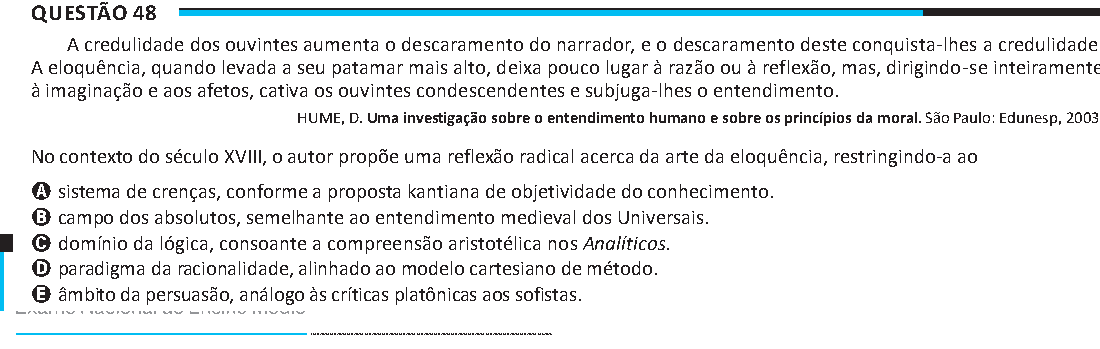 QUESTÃO 48
A credulidade dos ouvintes aumenta o descaramento do narrador, e o descaramento deste conquista-lhes a credulidade
A eloquência, quando levada a seu patamar mais alto, deixa pouco lugar à razão ou à reflexão, mas, dirigindo-se inteiramente
à imaginação e aos afetos, cativa os ouvintes condescendentes e subjuga-lhes o entendimento.
HUME, D. Uma investigação sobre o entendimento humano e sobre os princípios da moral. São Paulo: Edunesp, 2003
No contexto do século XVIII, o autor propõe uma reflexão radical acerca da arte da eloquência, restringindo-a ao
A sistema de crenças, conforme a proposta kantiana de objetividade do conhecimento.
B campo dos absolutos, semelhante ao entendimento medieval dos Universais.
C domínio da lógica, consoante a compreensão aristotélica nos Analíticos.
D paradigma da racionalidade, alinhado ao modelo cartesiano de método.
E âmbito da persuasão, análogo às críticas platônicas aos sofistas.
Exame Nacional do Ensino Médio